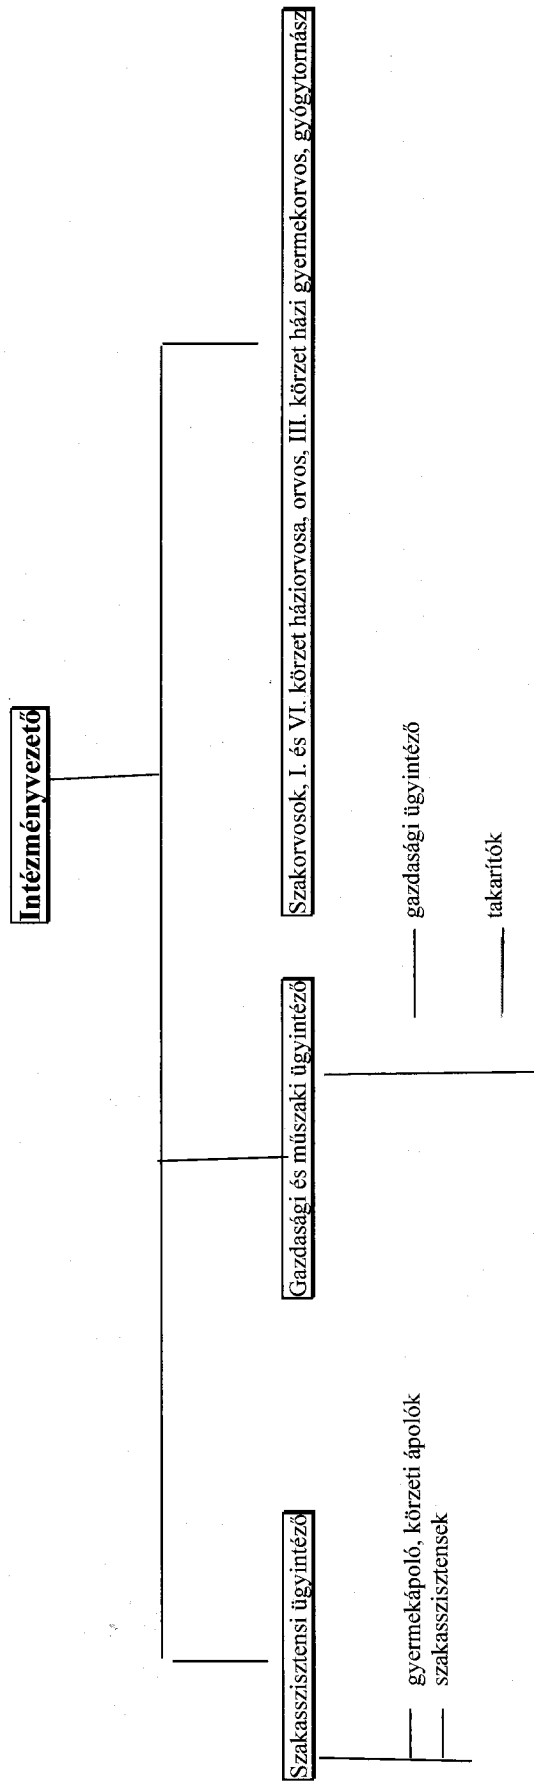 Intézményvezető
Szakasszisztensi ügyintéző
Gazdasági és műszaki ügyintéző
Szakorvosok, I. és VI. körzet háziorvosa, orvos, III. körzet házi gyermekorvos, gyógytornász
gyermekápoló, körzeti ápolók
szakasszisztensek
gazdasági ügyintéző
takarítók